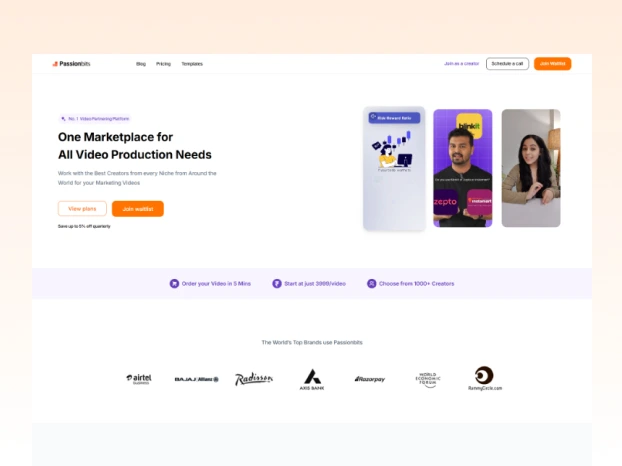 Passionbits
Blog
Pricing
Templates
Join as a creator
Schedule a call
Join Waitlist
No. 1 Video Partnering Platform
One Marketplace for
All Video Production Needs
Work with the Best Creators from every Niche from Around the
World for your Marketing Videos
View plans
Join waitlist
Save up to 5% off quarterly
blinkit
zepto
Order your Video in 5 Mins
Start at just 3999/video
Choose from 1000+ Creators
The World's Top Brands use Passionbits
airtel
business
BAJAJ Allianz
Radisson
AXIS BANK
Razorpay
WORLD
ECONOMIC
FORUM
RummyCircle.com